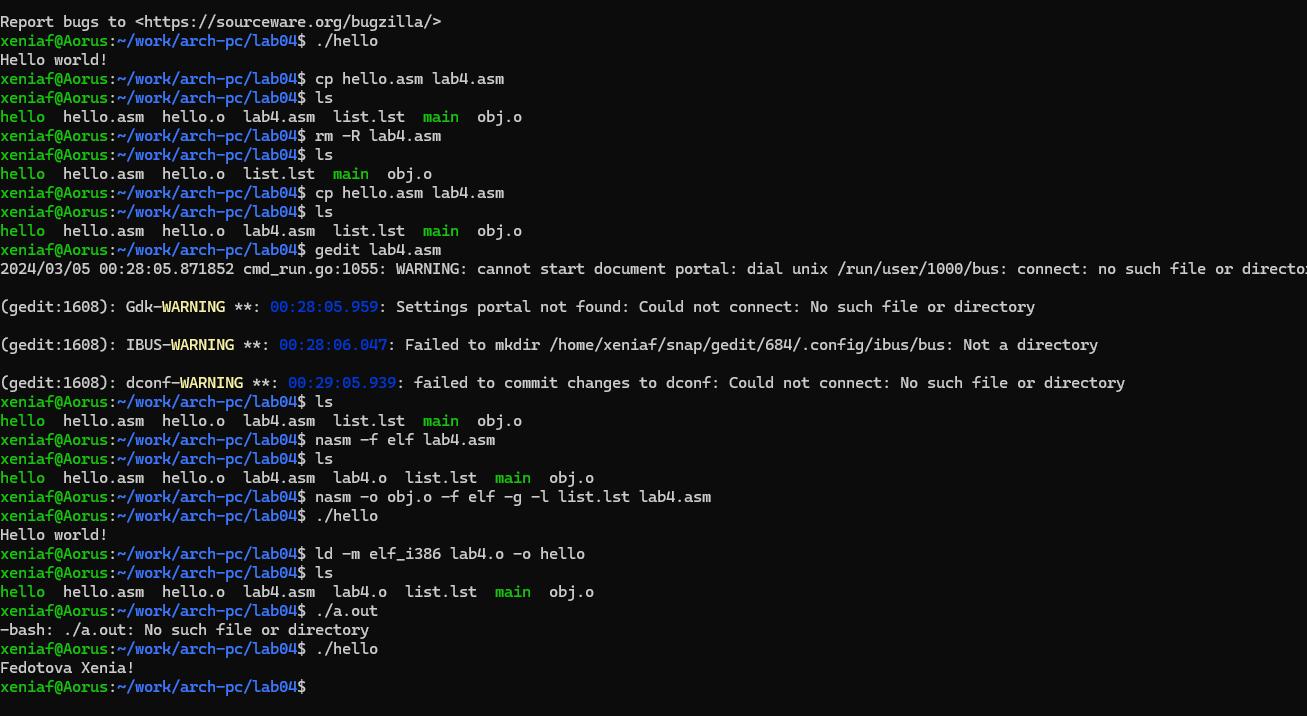 Report bugs to <https://sourceware.org/bugzilla/>
xeniaf@Aorus:~/work/arch-pc/lab04$ ./hello
Hello world!
xeniaf@Aorus:~/work/arch-pc/lab04$ cp hello.asm lab4.asm
xeniaf@Aorus:~/work/arch-pc/lab04$ ls
hello  hello.asm  hello.o  lab4.asm  list.lst  main  obj.o
xeniaf@Aorus:~/work/arch-pc/lab04$ rm -R lab4.asm
xeniaf@Aorus:~/work/arch-pc/lab04$ ls
hello  hello.asm  hello.o  list.lst  main  obj.o
xeniaf@Aorus:~/work/arch-pc/lab04$ cp hello.asm lab4.asm
xeniaf@Aorus:~/work/arch-pc/lab04$ ls
hello  hello.asm  hello.o  lab4.asm  list.lst  main  obj.o
xeniaf@Aorus:~/work/arch-pc/lab04$ gedit lab4.asm
2024/03/05 00:28:05.871852 cmd_run.go:1055: WARNING: cannot start document portal: dial unix /run/user/1000/bus: connect: no such file or directo
(gedit:1608): Gdk-WARNING **: 00:28:05.959: Settings portal not found: Could not connect: No such file or directory
(gedit:1608): IBUS-WARNING **: 00:28:06.047: Failed to mkdir /home/xeniaf/snap/gedit/684/.config/ibus/bus: Not a directory
(gedit:1608): dconf-WARNING **: 00:29:05.939: failed to commit changes to dconf: Could not connect: No such file or directory
xeniaf@Aorus:~/work/arch-pc/lab04$ ls
hello  hello.asm  hello.o  lab4.asm  list.lst  main  obj.o
xeniaf@Aorus:~/work/arch-pc/lab04$ nasm -f elf lab4.asm
xeniaf@Aorus:~/work/arch-pc/lab04$ ls
hello  hello.asm  hello.o  lab4.asm  lab4.o  list.lst  main  obj.o
xeniaf@Aorus:~/work/arch-pc/lab04$ nasm -o obj.o -f elf -g -l list.lst lab4.asm
xeniaf@Aorus:~/work/arch-pc/lab04$ ./hello
Hello world!
xeniaf@Aorus:~/work/arch-pc/lab04$ ld -m elf_i386 lab4.o -o hello
xeniaf@Aorus:~/work/arch-pc/lab04$ ls
hello  hello.asm  hello.o  lab4.asm  lab4.o  list.lst  main  obj.o
xeniaf@Aorus:~/work/arch-pc/lab04$ ./a.out
-bash: ./a.out: No such file or directory
xeniaf@Aorus:~/work/arch-pc/lab04$ ./hello
Fedotova Xenia!
xeniaf@Aorus:~/work/arch-pc/lab04$